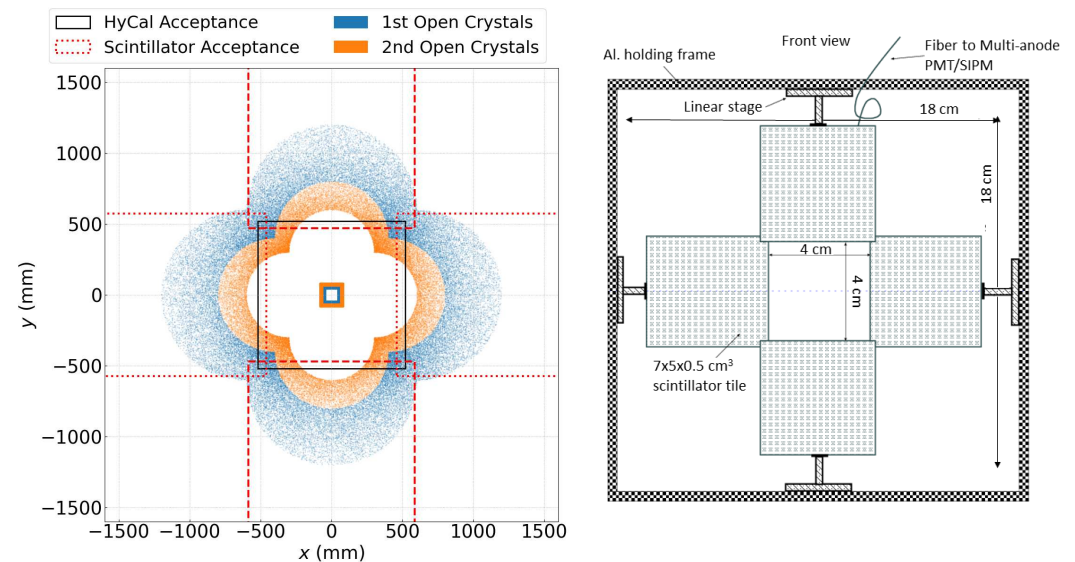 HyCal Acceptance
Scintillator Acceptance
1st Open Crystals
2nd Open Crystals
1500
1000
500
0
−500
−1000
−1500
y (mm)
−1500 −1000 −500 0 500 1000 1500
x (mm)
Front view
Al. holding frame
Fiber to Multi-anode
PMT/SIPM
Linear stage
18 cm
18 cm
4 cm
4 cm
7x5x0.5 cm³
scintillator tile